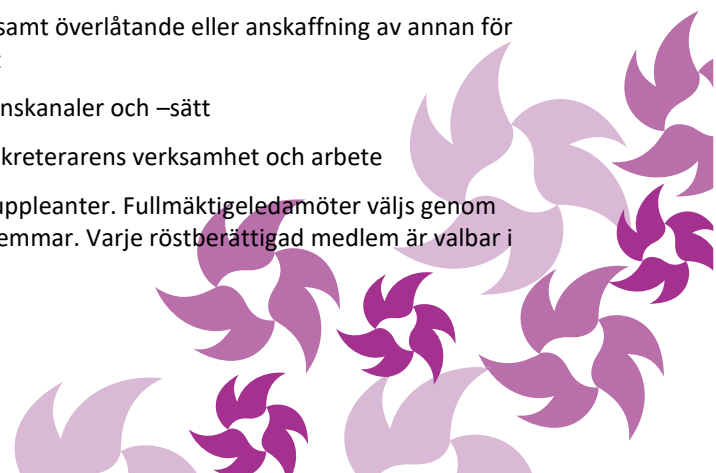 samt överlåtande eller anskaffning av annan för
nskanaler och –sätt
kreterarens verksamhet och arbete
uppleanter. Fullmäktigeledamöter väljs genom
emmar. Varje röstberättigad medlem är valbar i